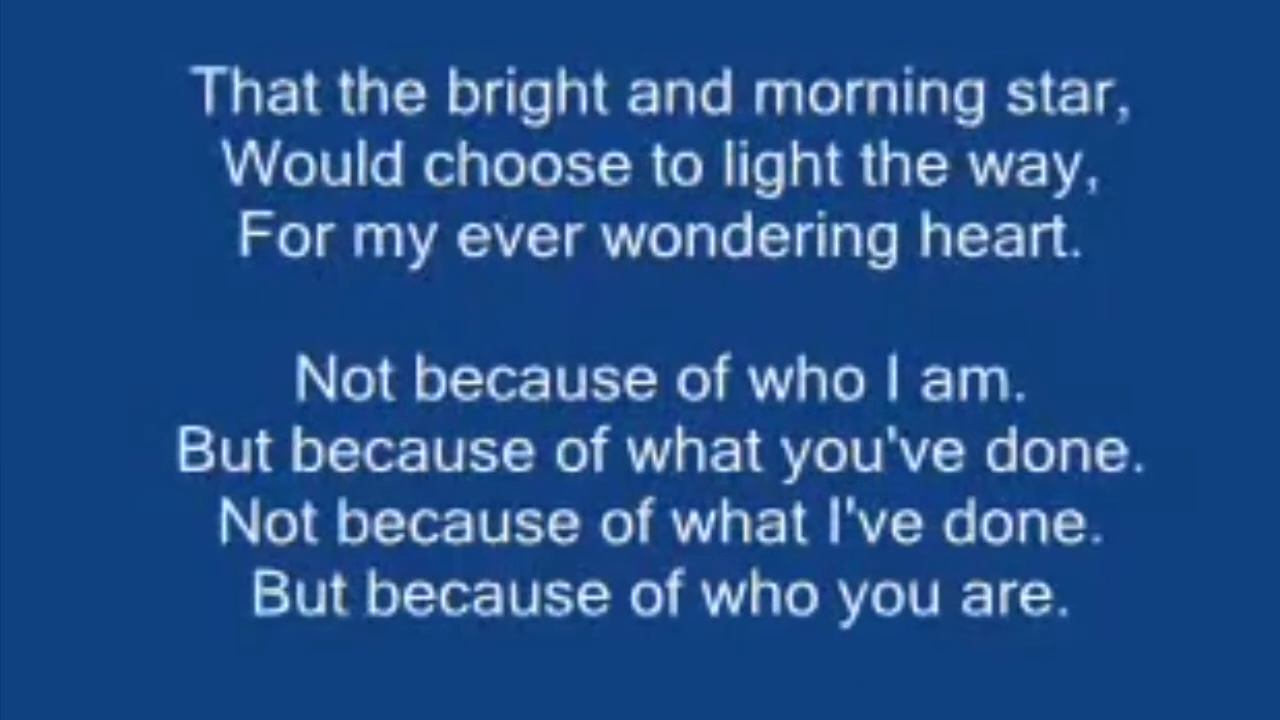 That the bright and morning star,
Would choose to light the way,
For my ever wondering heart.
Not because of who I am.
But because of what you've done.
Not because of what I've done.
But because of who you are.